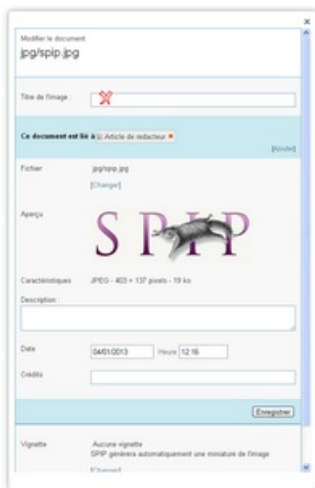 Modifier le document
jpg/spip.jpg
Titre de l'image :
Ce document est lié à Article de redacteur
[Ajouter]
Fichier jpg/spip.jpg
[Changer]
Aperçu
SPIP
Caractéristiques JPEG - 403 × 137 pixels - 19 ko
Description :
Date 04/01/2013 Heure 12:16
Crédits
Enregistrer
Vignette Aucune vignette
SPIP génèrera automatiquement une miniature de l'image
[Changer]